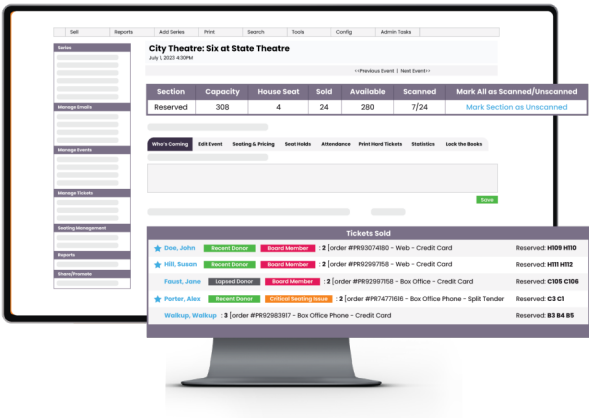 Sell Reports Add Series Print Search Tools Config Admin Tasks
Series
City Theatre: Six at State Theatre
July 1, 2023 4:30PM
<<Previous Event | Next Event>>
Section Capacity House Seat Sold Available Scanned Mark All as Scanned/Unscanned
Reserved 308 4 24 280 7/24 Mark Section as Unscanned
Manage Emails
Who's Coming Edit Event Seating & Pricing Seat Holds Attendance Print Hard Tickets Statistics Lock the Books
Manage Events
Manage Tickets
Save
Seating Management
Tickets Sold
Doe, John Recent Donor Board Member : 2 [order #PR93074180 - Web - Credit Card Reserved: H109 H110
Reports
Hill, Susan Recent Donor Board Member : 2 [order #PR92997158 - Web - Credit Card Reserved: H111 H112
Share/Promote
Faust, Jane Lapsed Donor Board Member : 2 [order #PR92997158 - Box Office - Credit Card Reserved: C105 C106
Porter, Alex Recent Donor Critical Seating Issue : 2 [order #PR74771616 - Box Office Phone - Split Tender Reserved: C3 C1
Walkup, Walkup : 3 [order #PR92983917 - Box Office Phone - Credit Card Reserved: B3 B4 B5